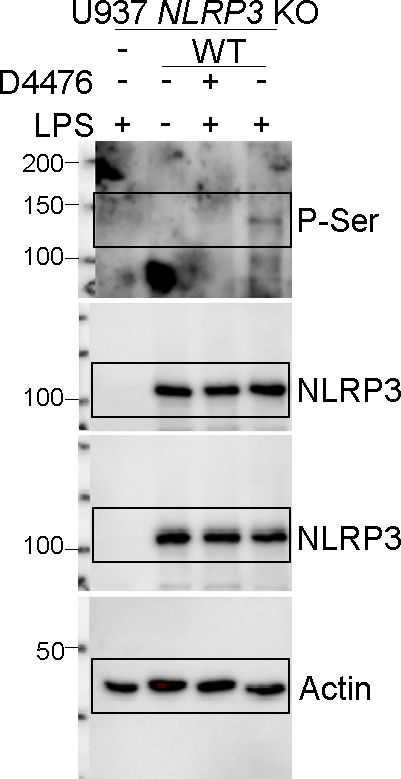 U937 NLRP3 KO
- WT
D4476 - - + -
LPS + - + +
200
150
P-Ser
100
NLRP3
100
NLRP3
100
50
Actin